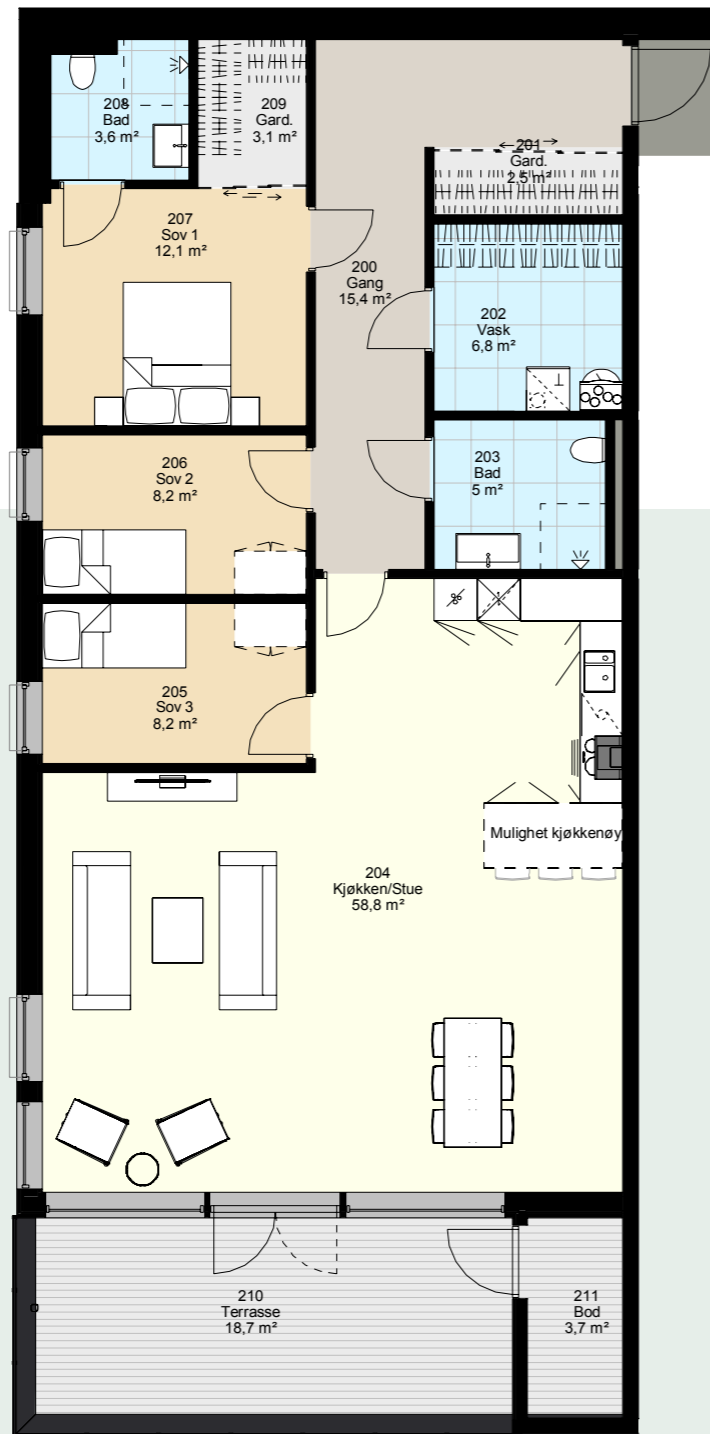 208
Bad
3,6 m²
209
Gard.
3,1 m²
201
Gard.
2.5 m²
207
Sov 1
12,1 m²
200
Gang
15,4 m²
202
Vask
6,8 m²
206
Sov 2
8,2 m²
203
Bad
5 m²
205
Sov 3
8,2 m²
Mulighet kjøkkenøy
204
Kjøkken/Stue
58,8 m²
210
Terrasse
18,7 m²
211
Bod
3,7 m²